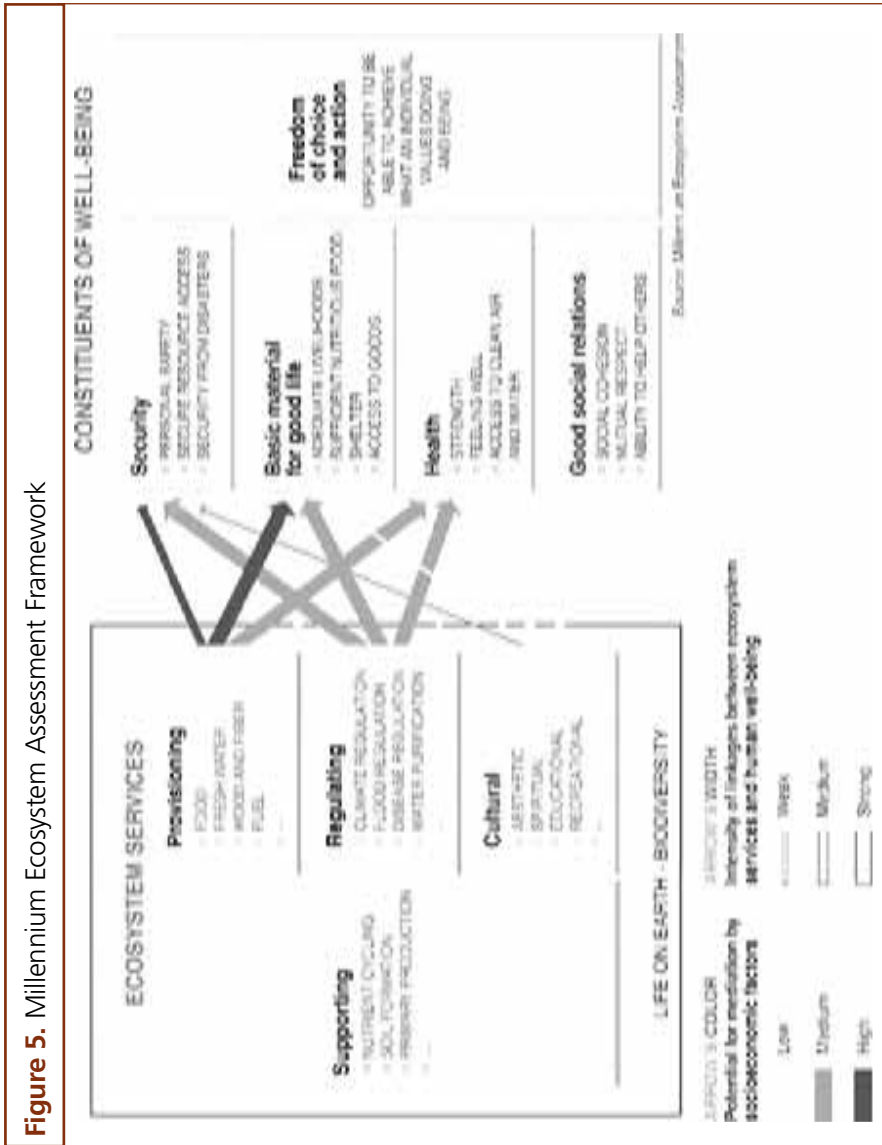 Figure 5. Millennium Ecosystem Assessment Framework
ECOSYSTEM SERVICES
Supporting
NUTRIENT CYCLING
SOIL FORMATION
PRIMARY PRODUCTION
...
Provisioning
FOOD
FRESH WATER
WOOD AND FIBER
FUEL
...
Regulating
CLIMATE REGULATION
FLOOD REGULATION
DISEASE REGULATION
WATER PURIFICATION
...
Cultural
AESTHETIC
SPIRITUAL
EDUCATIONAL
RECREATIONAL
...
LIFE ON EARTH - BIODIVERSITY
CONSTITUENTS OF WELL-BEING
Security
PERSONAL SAFETY
SECURE RESOURCE ACCESS
SECURITY FROM DISASTERS
Basic material
for good life
ADEQUATE LIVELIHOODS
SUFFICIENT NUTRITIOUS FOOD
SHELTER
ACCESS TO GOODS
Health
STRENGTH
FEELING WELL
ACCESS TO CLEAN AIR
AND WATER
Good social relations
SOCIAL COHESION
MUTUAL RESPECT
ABILITY TO HELP OTHERS
Freedom
of choice
and action
OPPORTUNITY TO BE
ABLE TO ACHIEVE
WHAT AN INDIVIDUAL
VALUES DOING
AND BEING
Source: Millennium Ecosystem Assessment
ARROW'S COLOR
Potential for mediation by
socioeconomic factors
Low
Medium
High
ARROW'S WIDTH
Intensity of linkages between ecosystem
services and human well-being
Weak
Medium
Strong